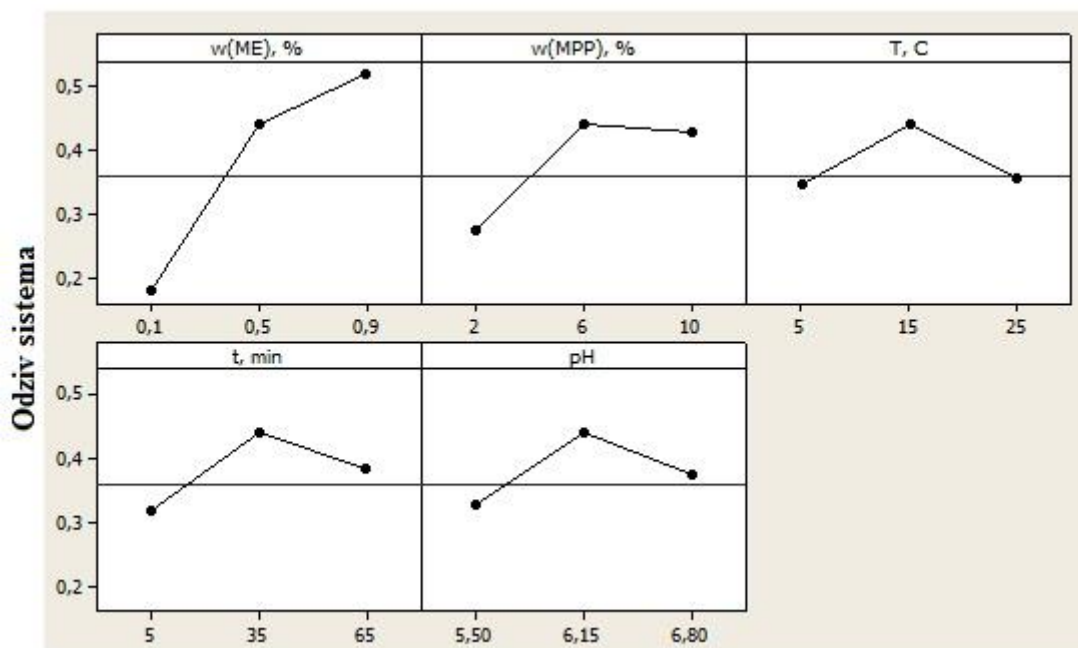 w(ME), %
w(MPP), %
T, C
0,5
0,4
0,3
0,2
0,1 0,5 0,9
2 6 10
5 15 25
t, min
pH
0,5
0,4
0,3
0,2
5 35 65
5,50 6,15 6,80
Odziv sistema